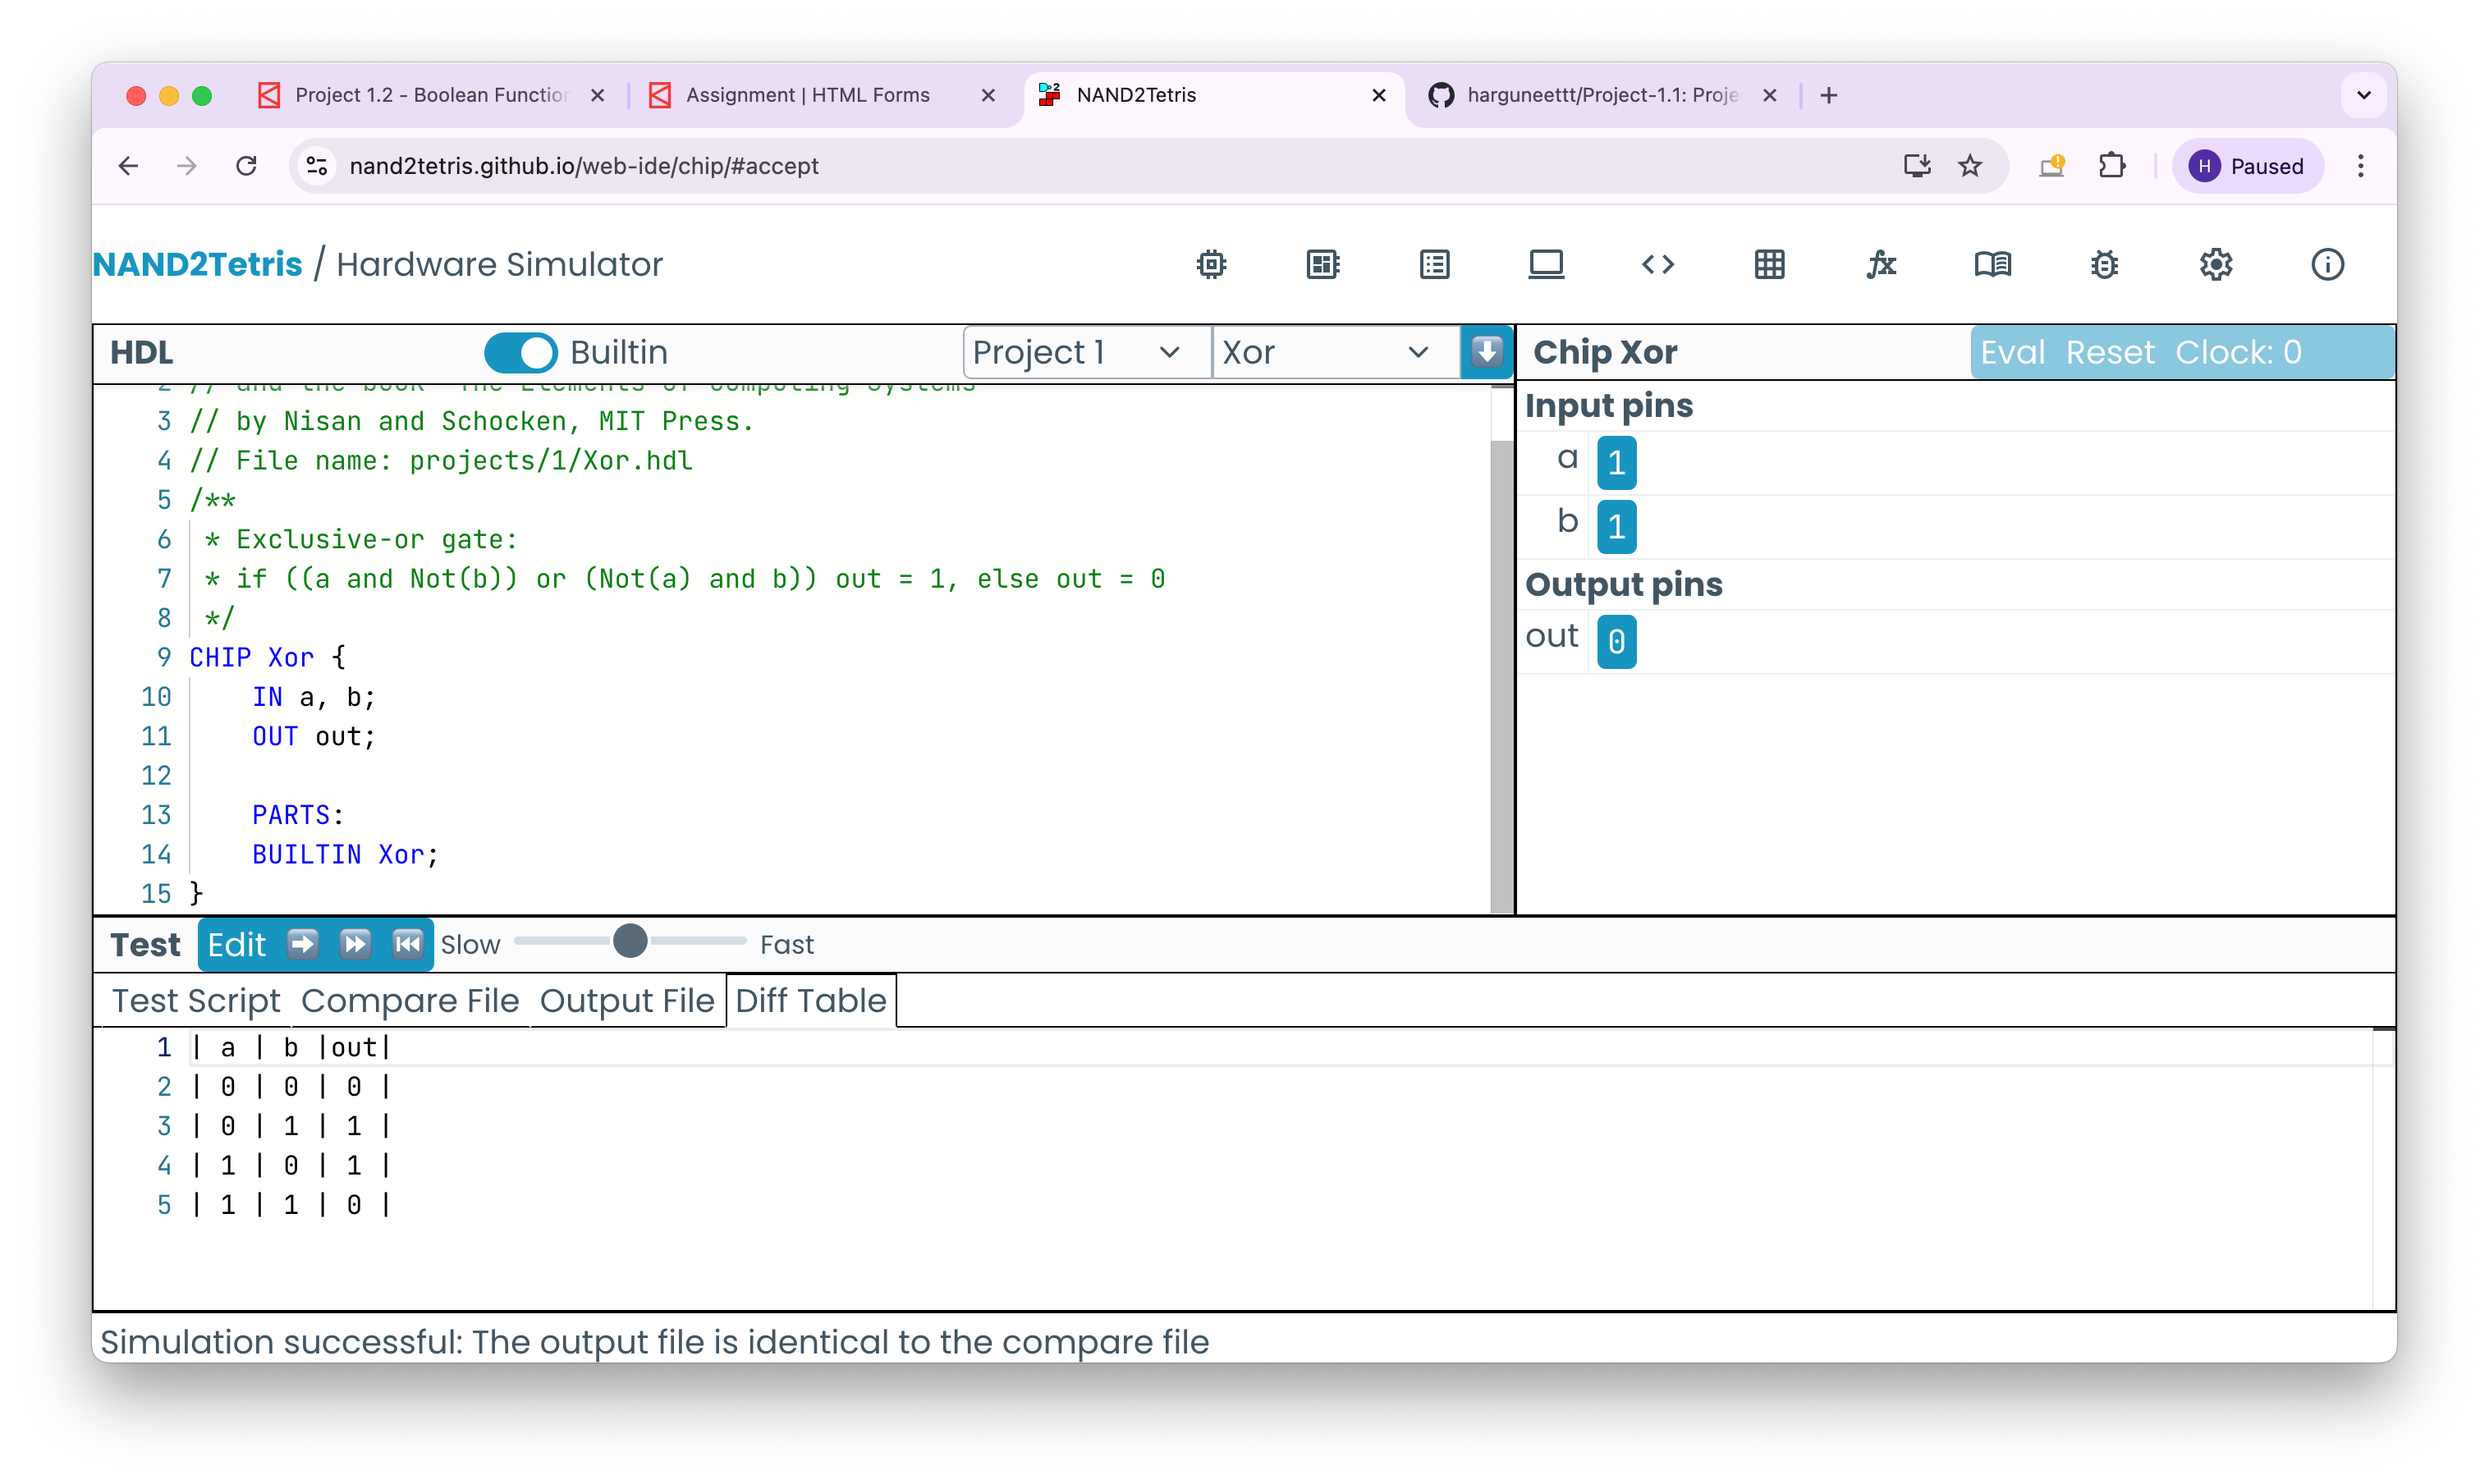 Project 1.2 - Boolean Function
Assignment | HTML Forms
NAND2Tetris
harguneettt/Project-1.1: Proje
nand2tetris.github.io/web-ide/chip/#accept
H Paused
NAND2Tetris / Hardware Simulator
HDL
Builtin
Project 1
Xor
Chip Xor
Eval Reset Clock: 0
2 // and the book "The Elements of Computing Systems"
3 // by Nisan and Schocken, MIT Press.
4 // File name: projects/1/Xor.hdl
5 /**
6 * Exclusive-or gate:
7 * if ((a and Not(b)) or (Not(a) and b)) out = 1, else out = 0
8 */
9 CHIP Xor {
10 IN a, b;
11 OUT out;
12
13 PARTS:
14 BUILTIN Xor;
15 }
Input pins
a 1
b 1
Output pins
out 0
Test Edit Slow Fast
Test Script Compare File Output File Diff Table
1 | a | b |out|
2 | 0 | 0 | 0 |
3 | 0 | 1 | 1 |
4 | 1 | 0 | 1 |
5 | 1 | 1 | 0 |
Simulation successful: The output file is identical to the compare file